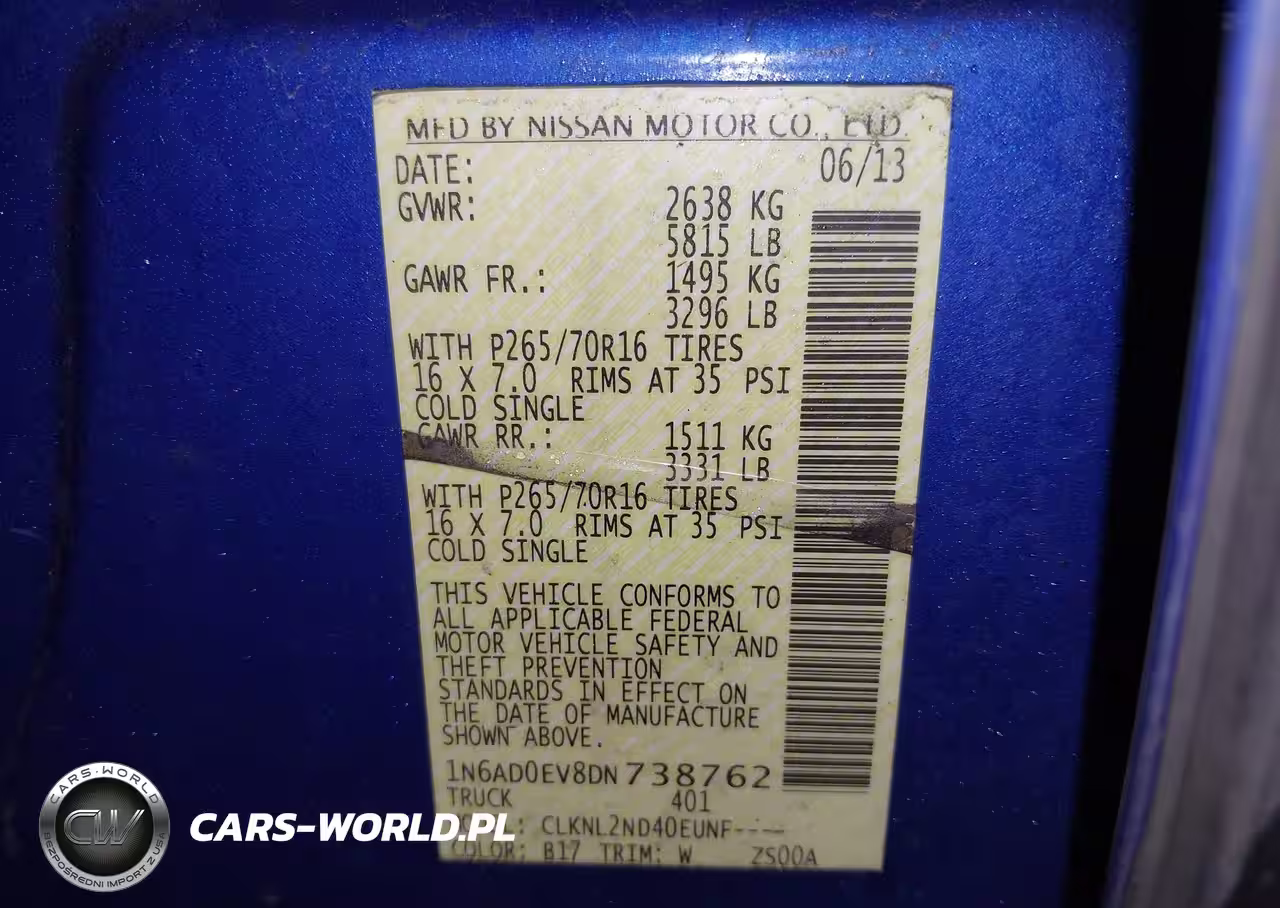 MFD BY NISSAN MOTOR CO., LTD.
DATE: 06/13
GVWR: 2638 KG
5815 LB
GAWR FR.: 1495 KG
3296 LB
WITH P265/70R16 TIRES
16 X 7.0 RIMS AT 35 PSI
COLD SINGLE
GAWR RR.: 1511 KG
3331 LB
WITH P265/70R16 TIRES
16 X 7.0 RIMS AT 35 PSI
COLD SINGLE
THIS VEHICLE CONFORMS TO
ALL APPLICABLE FEDERAL
MOTOR VEHICLE SAFETY AND
THEFT PREVENTION
STANDARDS IN EFFECT ON
THE DATE OF MANUFACTURE
SHOWN ABOVE.
1N6AD0EV8DN738762
TRUCK 401
: CLKNL2ND40EUNF----
COLOR: B17 TRIM: W ZS00A
CARS-WORLD
CW
BEZPOŚREDNI IMPORT Z USA
CARS-WORLD.PL